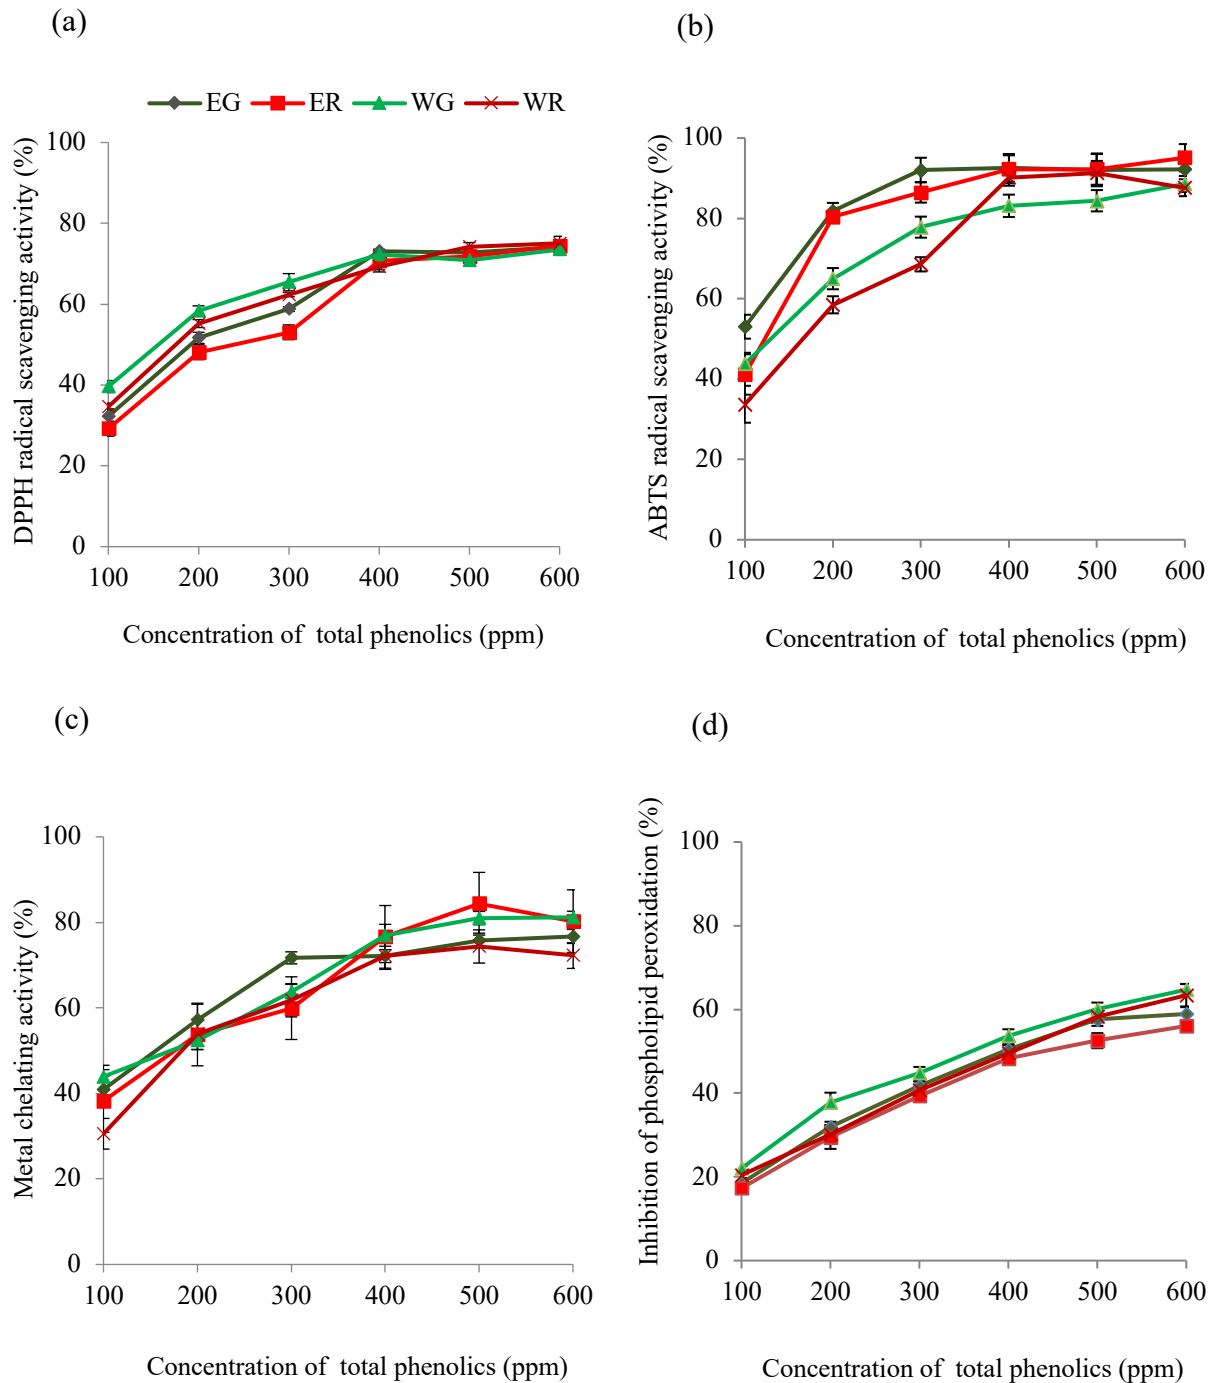 (a)
(b)
EG ER WG WR
DPPH radical scavenging activity (%)
100
80
60
40
20
0
100 200 300 400 500 600
Concentration of total phenolics (ppm)
ABTS radical scavenging activity (%)
100
80
60
40
20
0
100 200 300 400 500 600
Concentration of total phenolics (ppm)
(c)
(d)
Metal chelating activity (%)
100
80
60
40
20
0
100 200 300 400 500 600
Concentration of total phenolics (ppm)
Inhibition of phospholipid peroxidation (%)
100
80
60
40
20
0
100 200 300 400 500 600
Concentration of total phenolics (ppm)